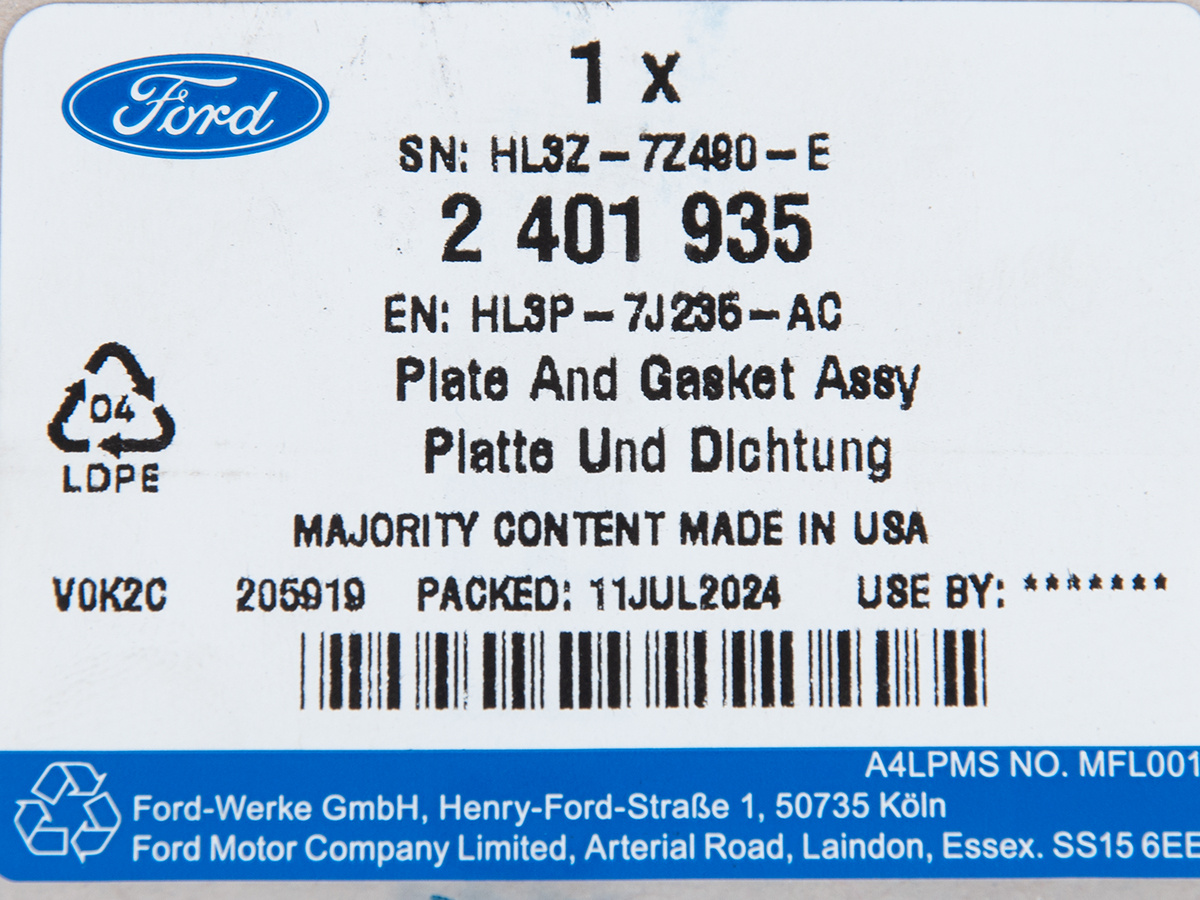 Ford
1 x
SN: HL3Z-7Z490-E
2 401 935
EN: HL3P-7J235-AC
Plate And Gasket Assy
Platte Und Dichtung
04
LDPE
MAJORITY CONTENT MADE IN USA
V0K2C 205919 PACKED: 11JUL2024 USE BY: *******
A4LPMS NO. MFL001
Ford-Werke GmbH, Henry-Ford-Straße 1, 50735 Köln
Ford Motor Company Limited, Arterial Road, Laindon, Essex. SS15 6EE